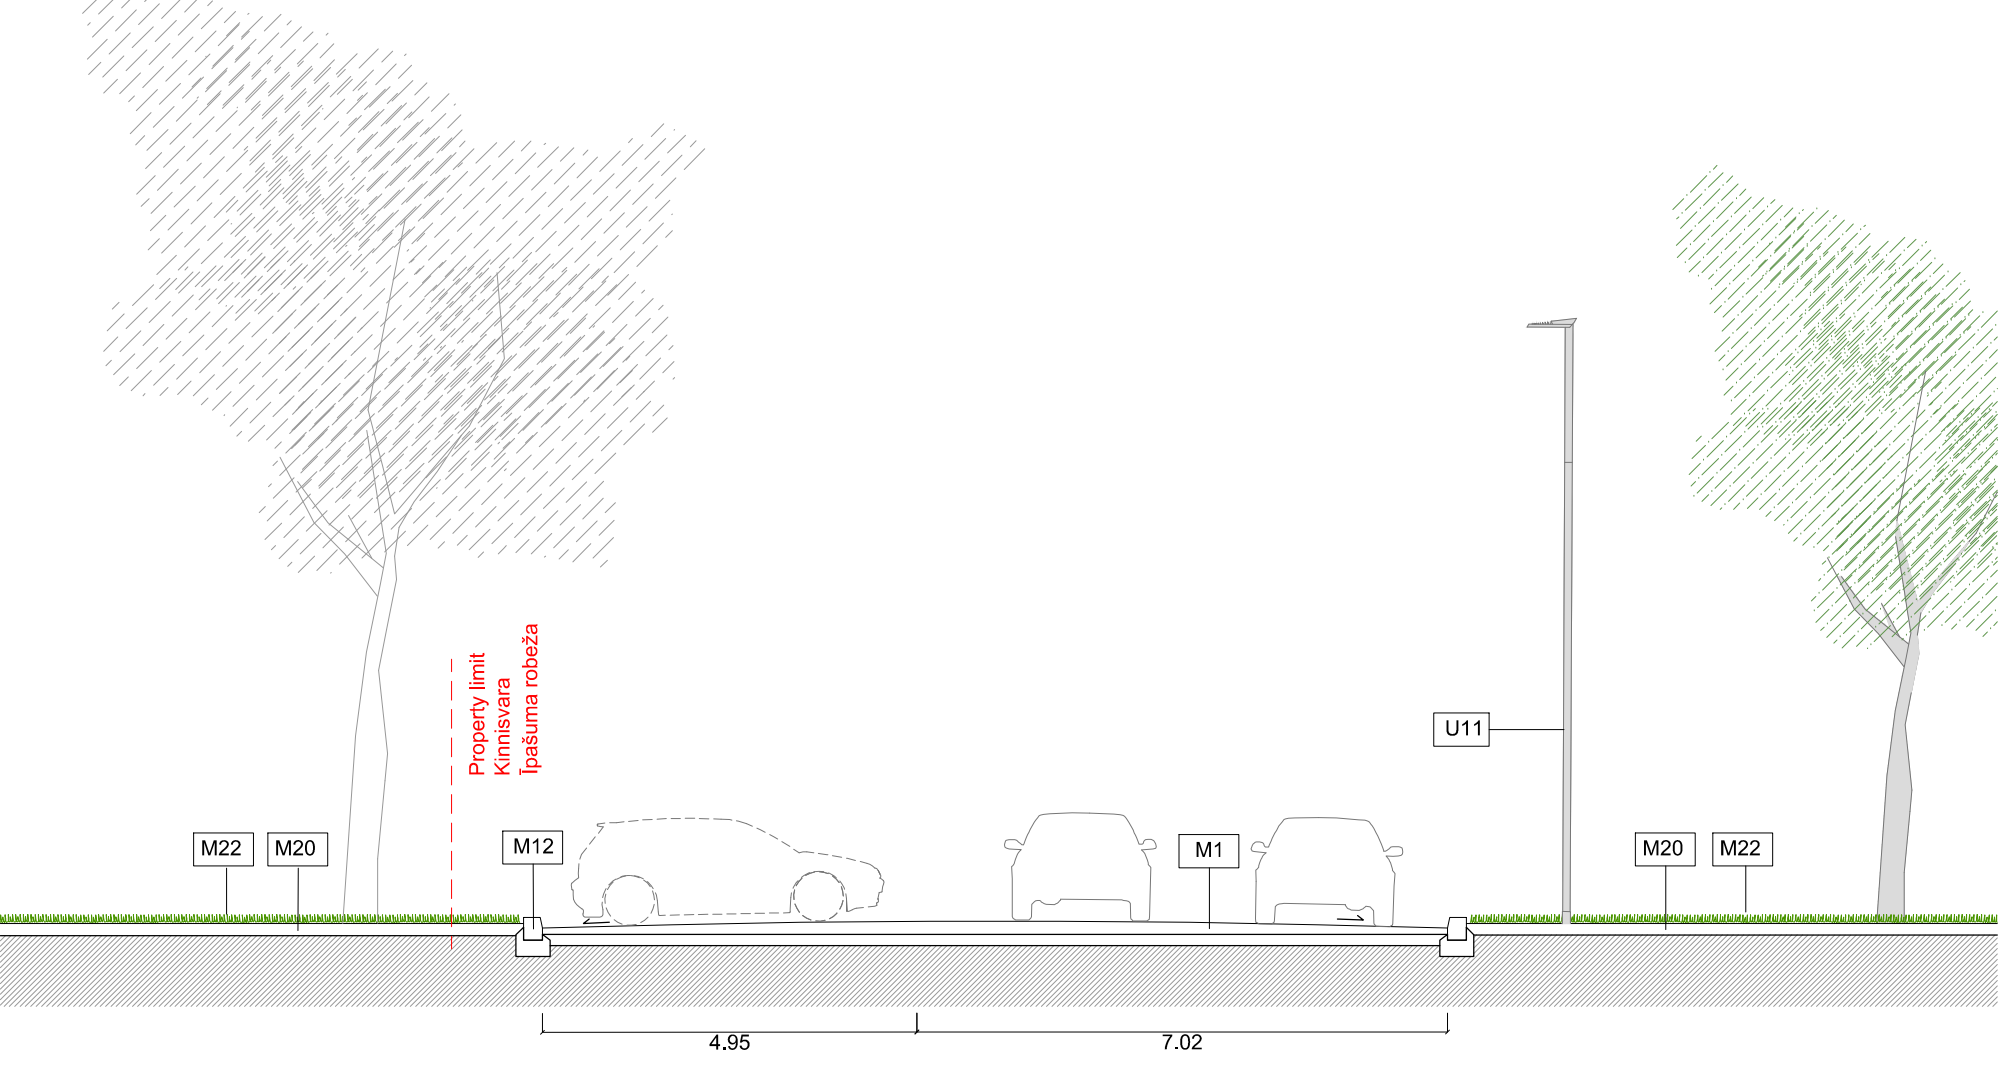 Property limit
Kinnisvara
Īpašuma robeža
U11
M22
M20
M12
M1
M20
M22
4.95
7.02